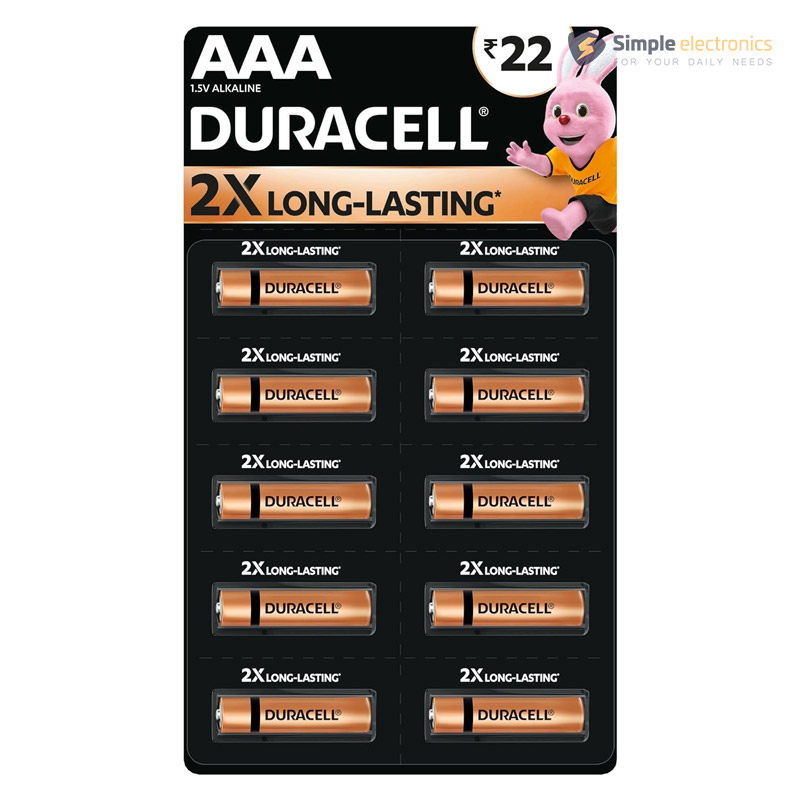 AAA
₹22
Simple electronics
FOR YOUR DAILY NEEDS
1.5V ALKALINE
DURACELL®
DURACELL
2X LONG-LASTING*
2X LONG-LASTING* 2X LONG-LASTING*
DURACELL® DURACELL®
2X LONG-LASTING* 2X LONG-LASTING*
DURACELL® DURACELL®
2X LONG-LASTING* 2X LONG-LASTING*
DURACELL® DURACELL®
2X LONG-LASTING* 2X LONG-LASTING*
DURACELL® DURACELL®
2X LONG-LASTING* 2X LONG-LASTING*
DURACELL® DURACELL®